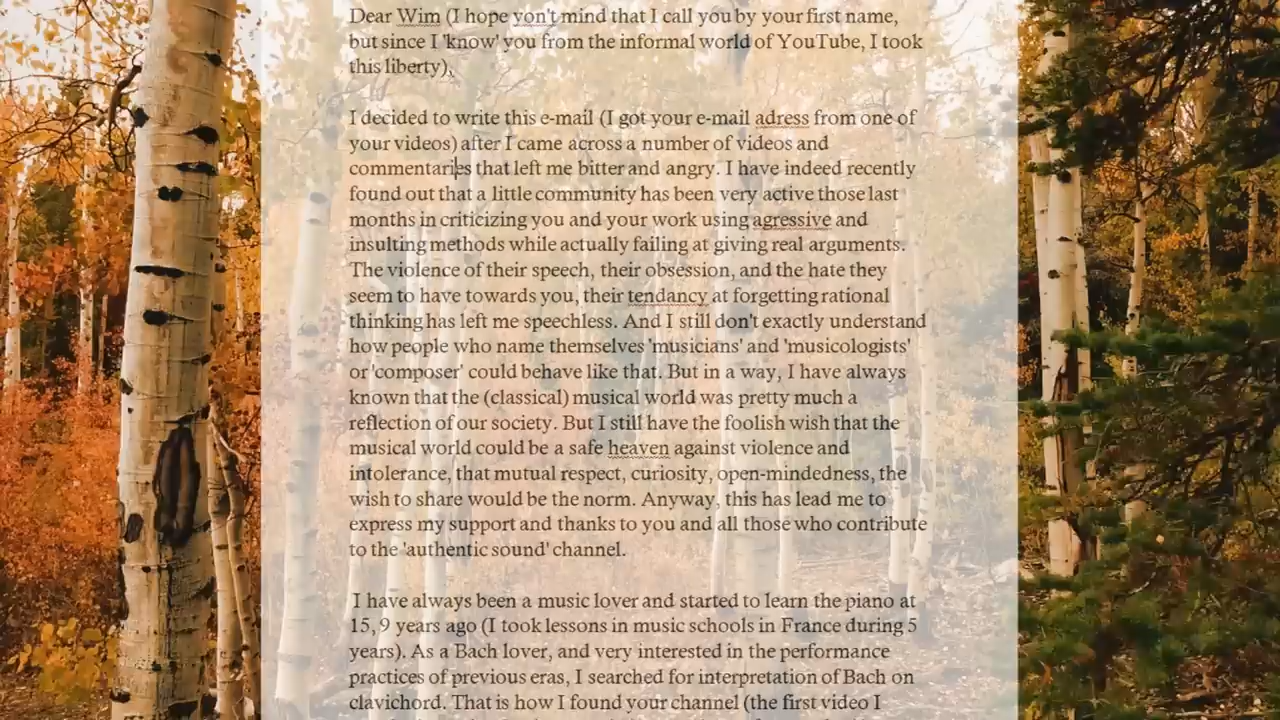 Dear Wim (I hope yon't mind that I call you by your first name,
but since I 'know' you from the informal world of YouTube, I took
this liberty),
I decided to write this e-mail (I got your e-mail adress from one of
your videos) after I came across a number of videos and
commentaries that left me bitter and angry. I have indeed recently
found out that a little community has been very active those last
months in criticizing you and your work using agressive and
insulting methods while actually failing at giving real arguments.
The violence of their speech, their obsession, and the hate they
seem to have towards you, their tendancy at forgetting rational
thinking has left me speechless. And I still don't exactly understand
how people who name themselves 'musicians' and 'musicologists'
or 'composer' could behave like that. But in a way, I have always
known that the (classical) musical world was pretty much a
reflection of our society. But I still have the foolish wish that the
musical world could be a safe heaven against violence and
intolerance, that mutual respect, curiosity, open-mindedness, the
wish to share would be the norm. Anyway, this has lead me to
express my support and thanks to you and all those who contribute
to the 'authentic sound' channel.
I have always been a music lover and started to learn the piano at
15, 9 years ago (I took lessons in music schools in France during 5
years). As a Bach lover, and very interested in the performance
practices of previous eras, I searched for interpretation of Bach on
clavichord. That is how I found your channel (the first video I